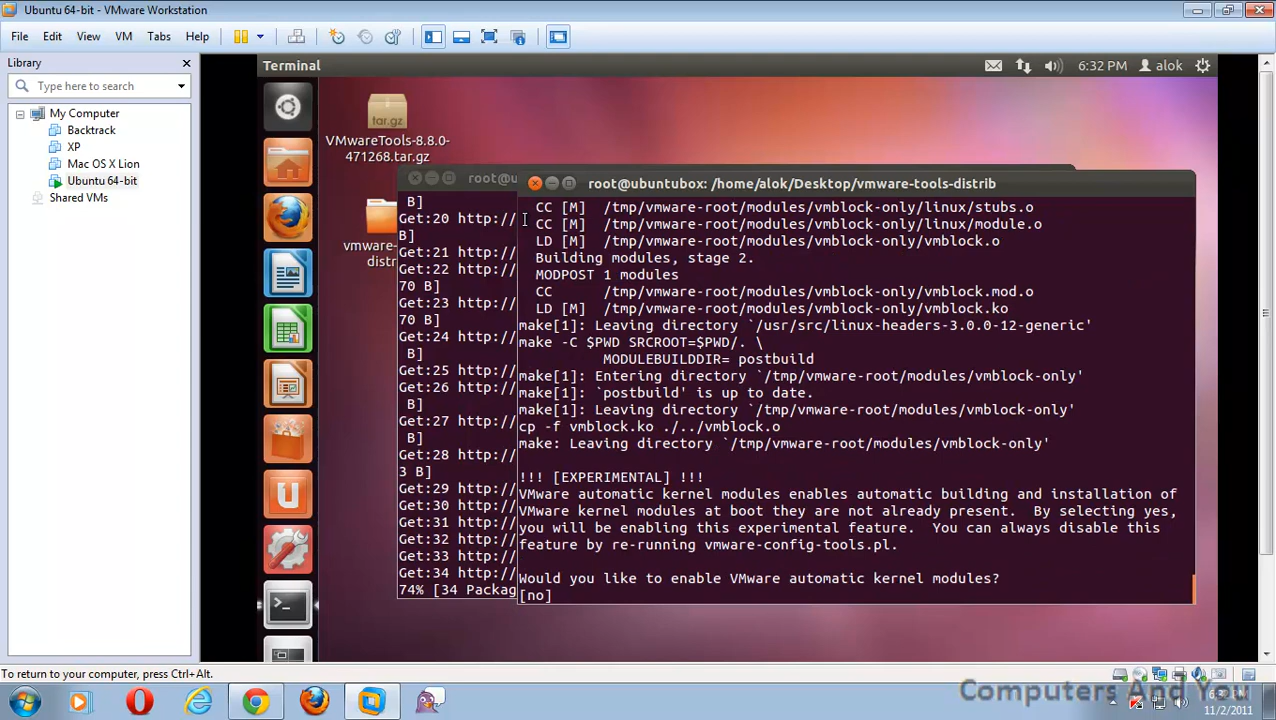 Ubuntu 64-bit - VMware Workstation
File Edit View VM Tabs Help
Library
Type here to search
My Computer
Backtrack
XP
Mac OS X Lion
Ubuntu 64-bit
Shared VMs
Terminal
6:32 PM alok
tar.gz
VMwareTools-8.8.0-
471268.tar.gz
vmware-
distr
root@u
B]
Get:20 http://
B]
Get:21 http://
Get:22 http://
70 B]
Get:23 http://
70 B]
Get:24 http://
B]
Get:25 http://
Get:26 http://
B]
Get:27 http://
B]
Get:28 http://
3 B]
Get:29 http://
Get:30 http://
Get:31 http://
Get:32 http://
Get:33 http://
Get:34 http://
74% [34 Packag
root@ubuntubox: /home/alok/Desktop/vmware-tools-distrib
CC [M] /tmp/vmware-root/modules/vmblock-only/linux/stubs.o
CC [M] /tmp/vmware-root/modules/vmblock-only/linux/module.o
LD [M] /tmp/vmware-root/modules/vmblock-only/vmblock.o
Building modules, stage 2.
MODPOST 1 modules
CC /tmp/vmware-root/modules/vmblock-only/vmblock.mod.o
LD [M] /tmp/vmware-root/modules/vmblock-only/vmblock.ko
make[1]: Leaving directory `/usr/src/linux-headers-3.0.0-12-generic'
make -C $PWD SRCROOT=$PWD/. \
MODULEBUILDDIR= postbuild
make[1]: Entering directory `/tmp/vmware-root/modules/vmblock-only'
make[1]: `postbuild' is up to date.
make[1]: Leaving directory `/tmp/vmware-root/modules/vmblock-only'
cp -f vmblock.ko ./../vmblock.o
make: Leaving directory `/tmp/vmware-root/modules/vmblock-only'
!!! [EXPERIMENTAL] !!!
VMware automatic kernel modules enables automatic building and installation of
VMware kernel modules at boot they are not already present. By selecting yes,
you will be enabling this experimental feature. You can always disable this
feature by re-running vmware-config-tools.pl.
Would you like to enable VMware automatic kernel modules?
[no]
To return to your computer, press Ctrl+Alt.
Computers And You
6:32 PM
11/2/2011